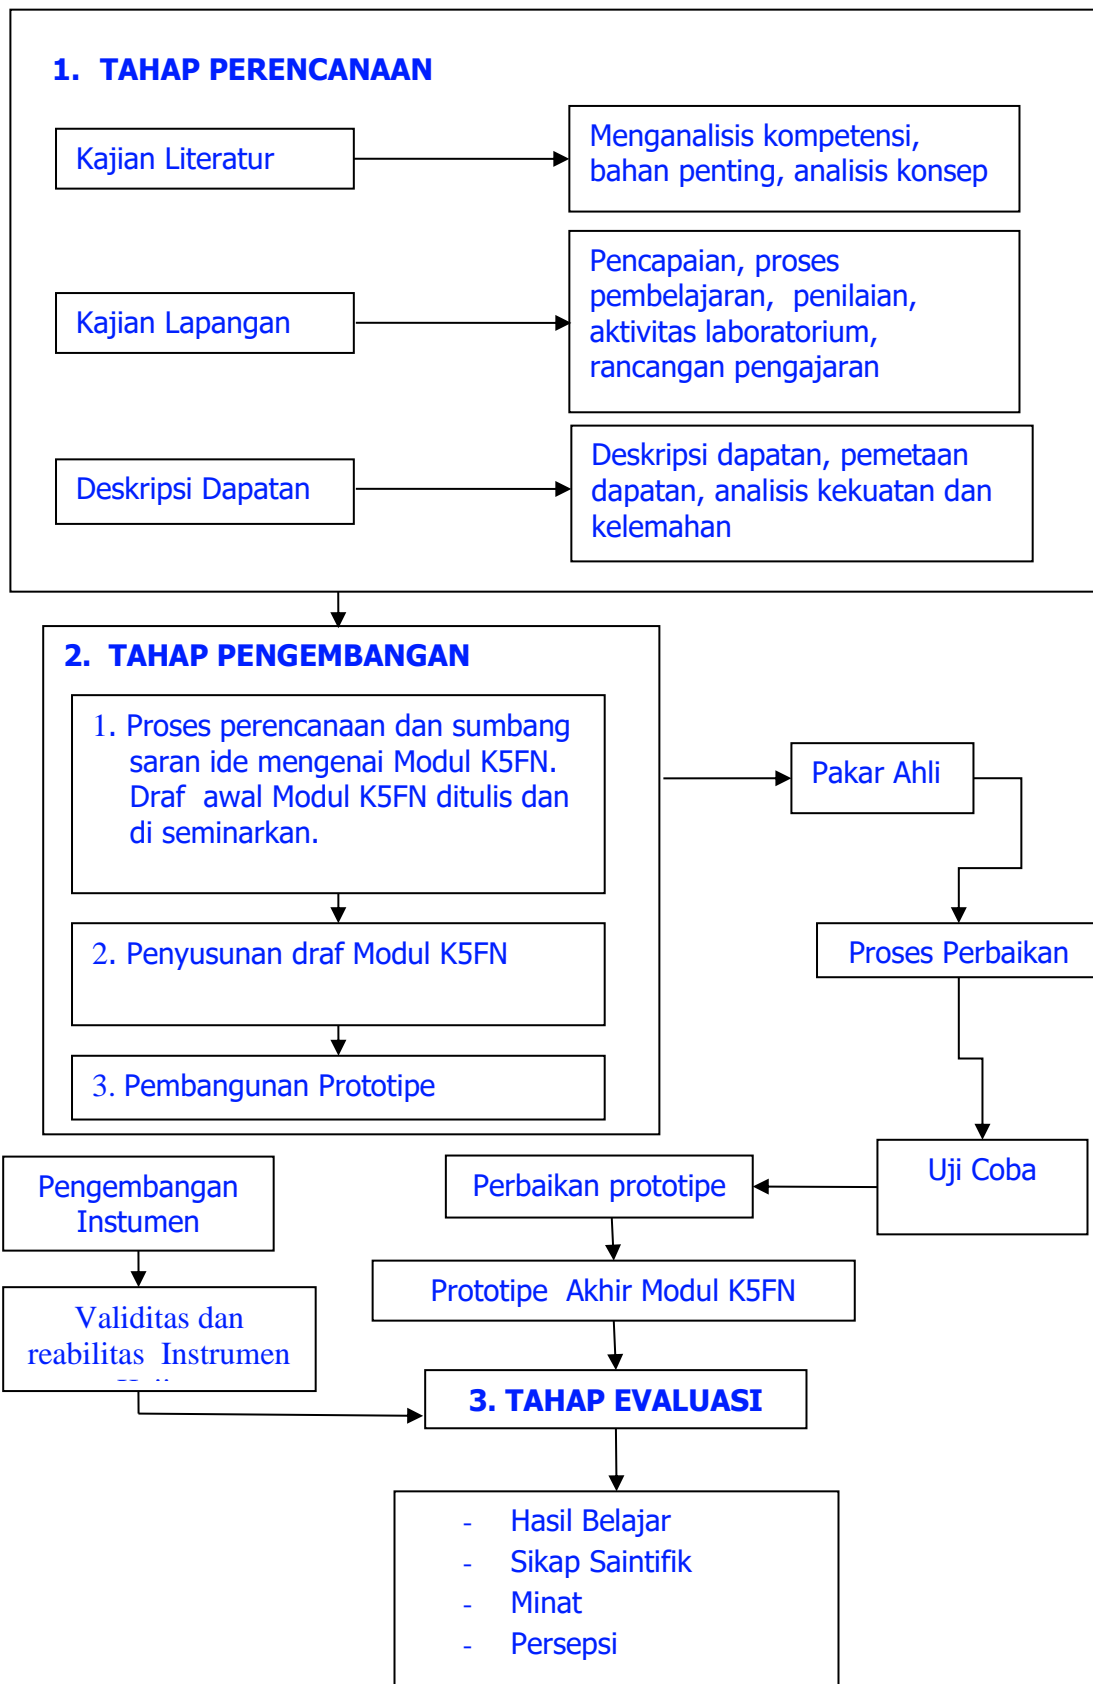 1. TAHAP PERENCANAAN
Kajian Literatur
Menganalisis kompetensi,
bahan penting, analisis konsep
Kajian Lapangan
Pencapaian, proses
pembelajaran, penilaian,
aktivitas laboratorium,
rancangan pengajaran
Deskripsi Dapatan
Deskripsi dapatan, pemetaan
dapatan, analisis kekuatan dan
kelemahan
2. TAHAP PENGEMBANGAN
1. Proses perencanaan dan sumbang
saran ide mengenai Modul K5FN.
Draf awal Modul K5FN ditulis dan
di seminarkan.
2. Penyusunan draf Modul K5FN
3. Pembangunan Prototipe
Pakar Ahli
Proses Perbaikan
Uji Coba
Perbaikan prototipe
Prototipe Akhir Modul K5FN
Pengembangan
Instumen
Validitas dan
reabilitas Instrumen
3. TAHAP EVALUASI
- Hasil Belajar
- Sikap Saintifik
- Minat
- Persepsi